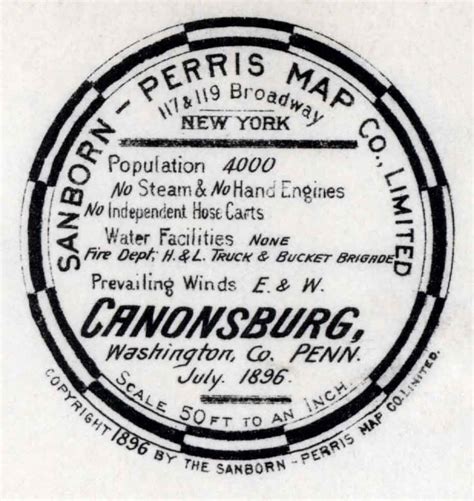 SANBORN - PERRIS MAP CO., LIMITED
117 & 119 Broadway
NEW YORK
Population 4000
No Steam & No Hand Engines
No Independent Hose Carts
Water Facilities NONE
Fire Dept, H. & L. TRUCK & BUCKET BRIGADE
Prevailing Winds E. & W.
CANONSBURG,
Washington, Co. PENN.
July. 1896.
SCALE 50 FT TO AN INCH.
COPYRIGHT 1896 BY THE SANBORN - PERRIS MAP CO. LIMITED.